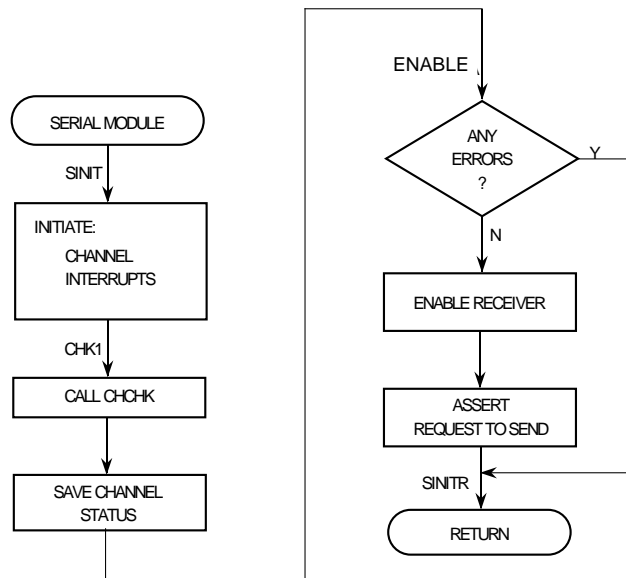 SERIAL MODULE
SINIT
INITIATE:
CHANNEL
INTERRUPTS
CHK1
CALL CHCHK
SAVE CHANNEL
STATUS
ENABLE
ANY
ERRORS
?
Y
N
ENABLE RECEIVER
ASSERT
REQUEST TO SEND
SINITR
RETURN